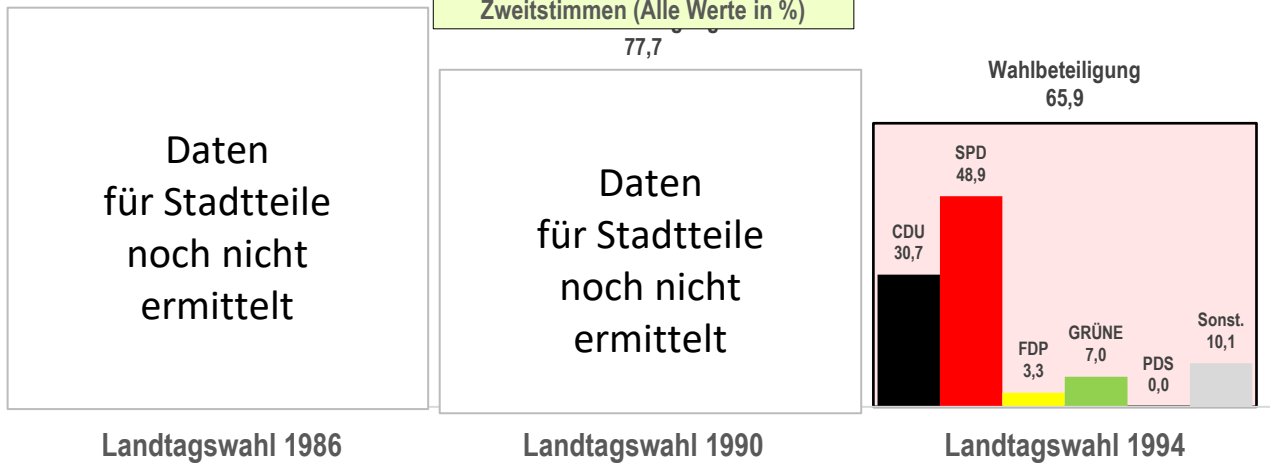 Zweitstimmen (Alle Werte in %)
77,7
Daten
für Stadtteile
noch nicht
ermittelt
Landtagswahl 1986
Daten
für Stadtteile
noch nicht
ermittelt
Landtagswahl 1990
Wahlbeteiligung
65,9
CDU
30,7
SPD
48,9
FDP
3,3
GRÜNE
7,0
PDS
0,0
Sonst.
10,1
Landtagswahl 1994